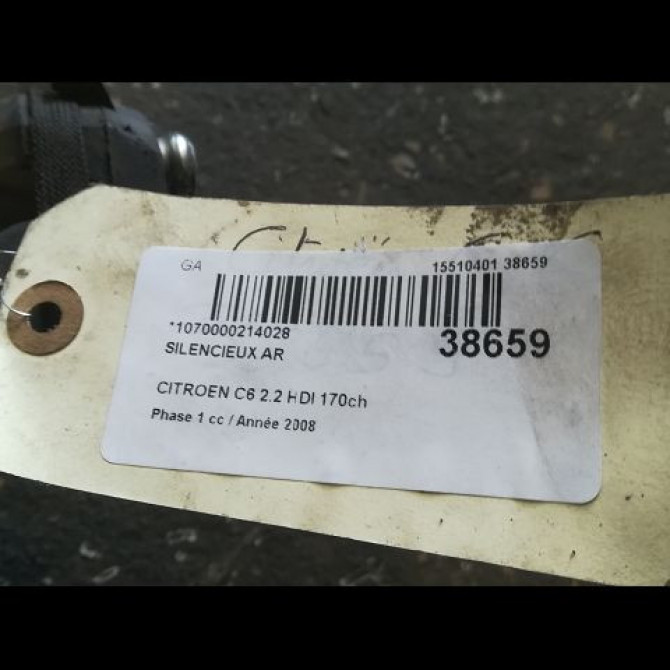 GA 15510401 38659
*1070000214028
SILENCIEUX AR 38659
CITROEN C6 2.2 HDI 170ch
Phase 1 cc / Année 2008